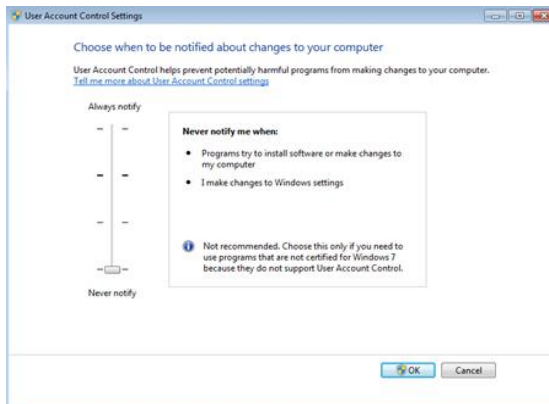 User Account Control Settings
Choose when to be notified about changes to your computer
User Account Control helps prevent potentially harmful programs from making changes to your computer.
Tell me more about User Account Control settings
Always notify
Never notify me when:
Programs try to install software or make changes to
my computer
I make changes to Windows settings
Not recommended. Choose this only if you need to
use programs that are not certified for Windows 7
because they do not support User Account Control.
Never notify
OK
Cancel